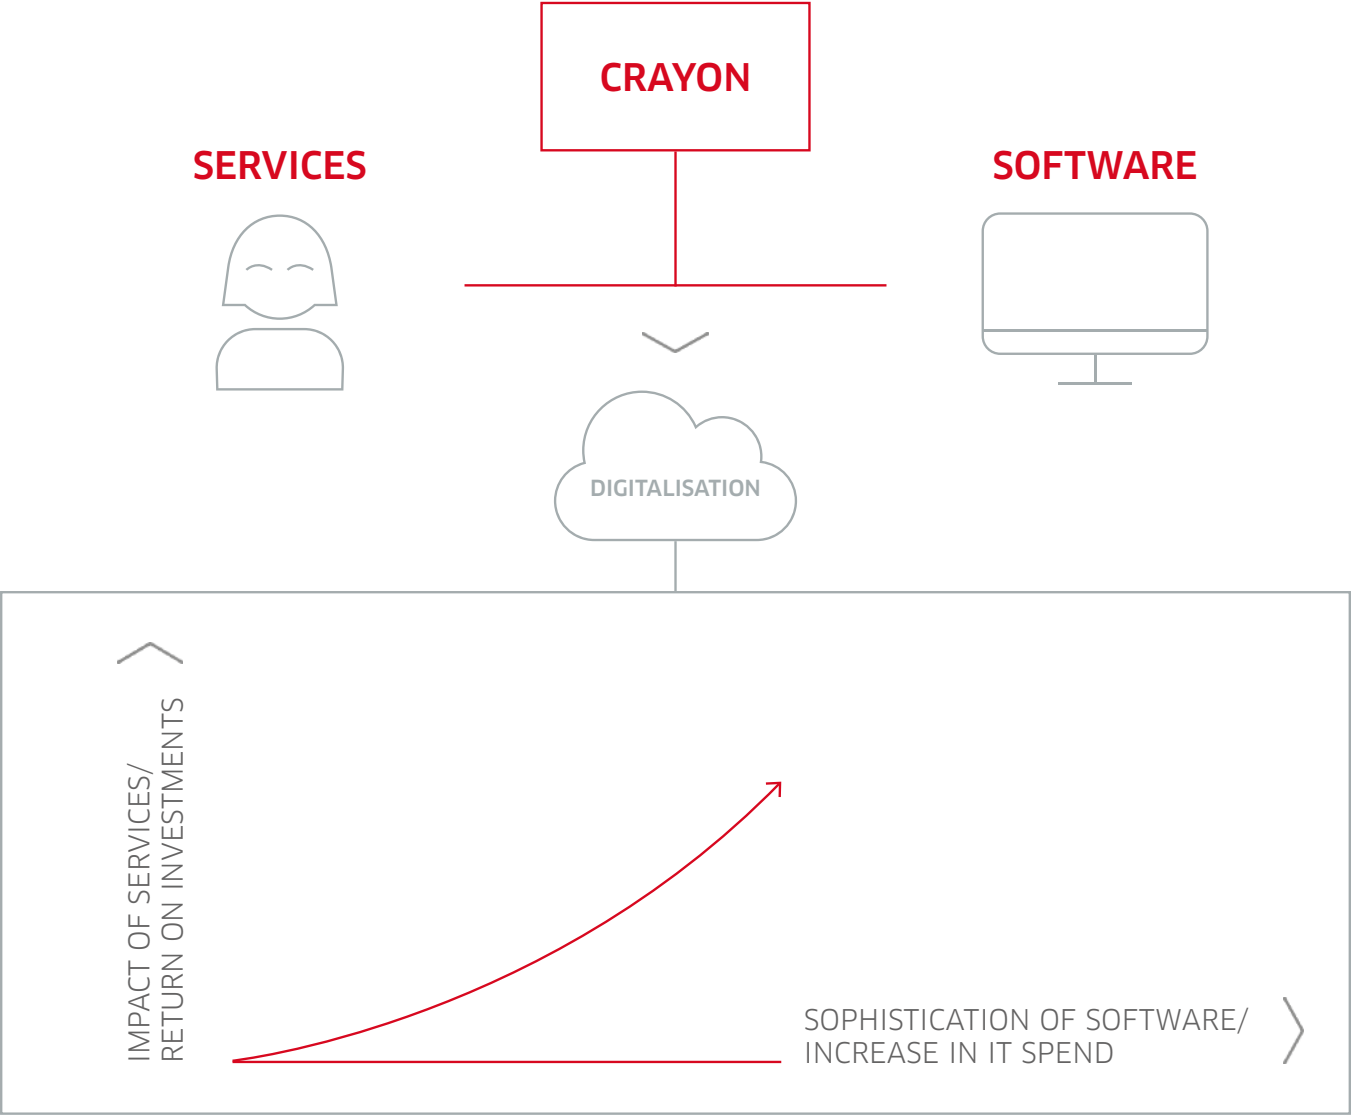 CRAYON
SERVICES
SOFTWARE
DIGITALISATION
IMPACT OF SERVICES/
RETURN ON INVESTMENTS
SOPHISTICATION OF SOFTWARE/
INCREASE IN IT SPEND